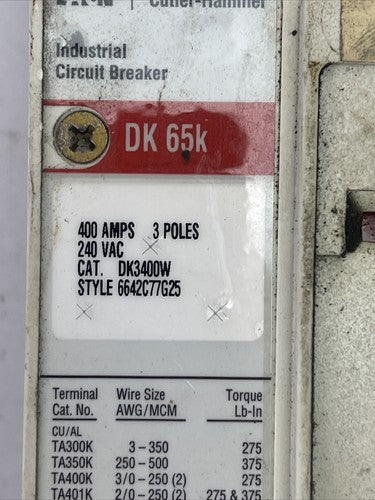 EATON | Cutler-Hammer
Industrial
Circuit Breaker
DK 65k
400 AMPS 3 POLES
240 VAC
CAT. DK3400W
STYLE 6642C77G25
Terminal Wire Size Torque
Cat. No. AWG/MCM Lb-In
CU/AL
TA300K 3 – 350 275
TA350K 250 – 500 375
TA400K 3/0 – 250 (2) 275
TA401K 2/0 – 250 (2) 275 & 375